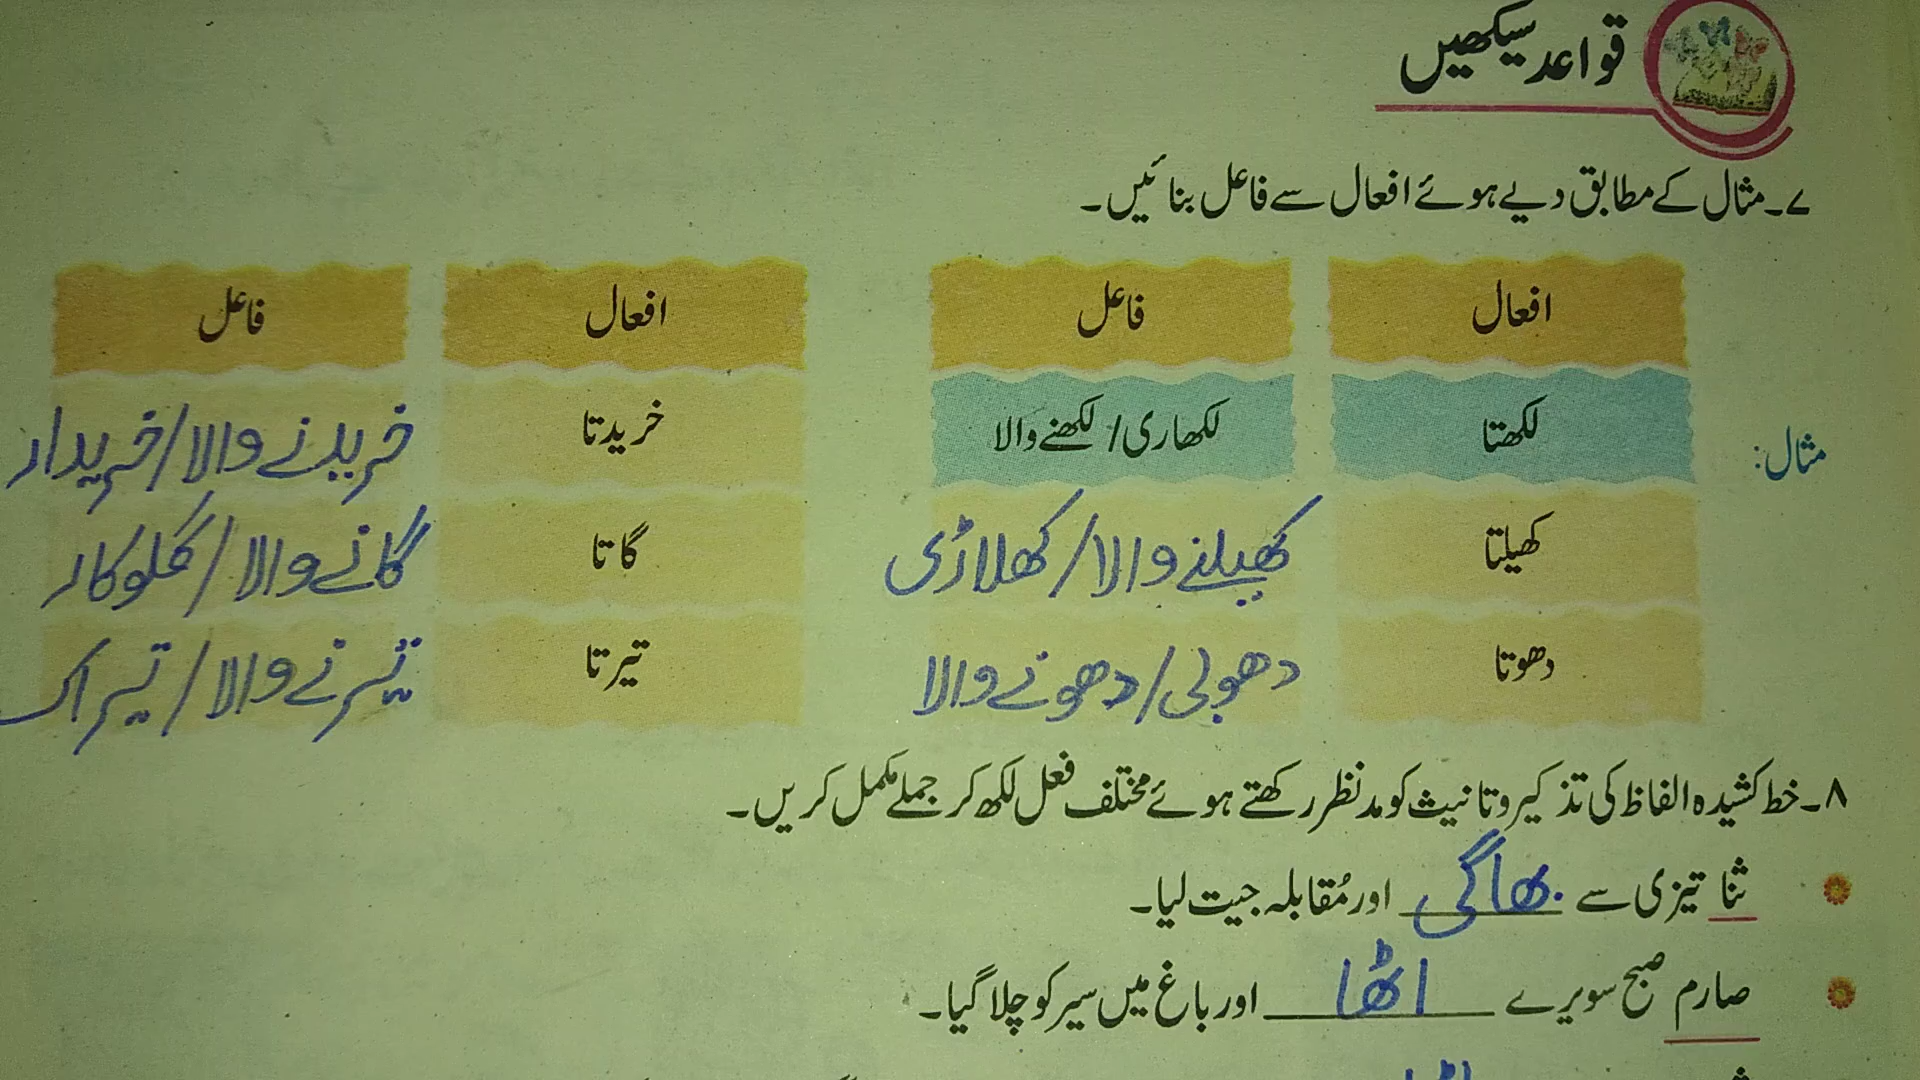 قواعد سیکھیں
۷۔ مثال کے مطابق دیے ہوئے افعال سے فاعل بنائیں۔
افعال فاعل افعال فاعل
مثال: لکھتا لکھاری/ لکھنے والا خریدتا خریدنے والا/خریدار
کھیلتا کھیلنے والا/کھلاڑی گاتا گانے والا/گلوکار
دھوتا دھوبی/دھونے والا تیرتا تیرنے والا/تیراک
۸۔ خط کشیدہ الفاظ کی تذکیر و تانیث کو مدنظر رکھتے ہوئے مختلف فعل لکھ کر جملے مکمل کریں۔
ثنا تیزی سے بھاگی اور مُقابلہ جیت لیا۔
صارم صبح سویرے اٹھا اور باغ میں سیر کو چلا گیا۔